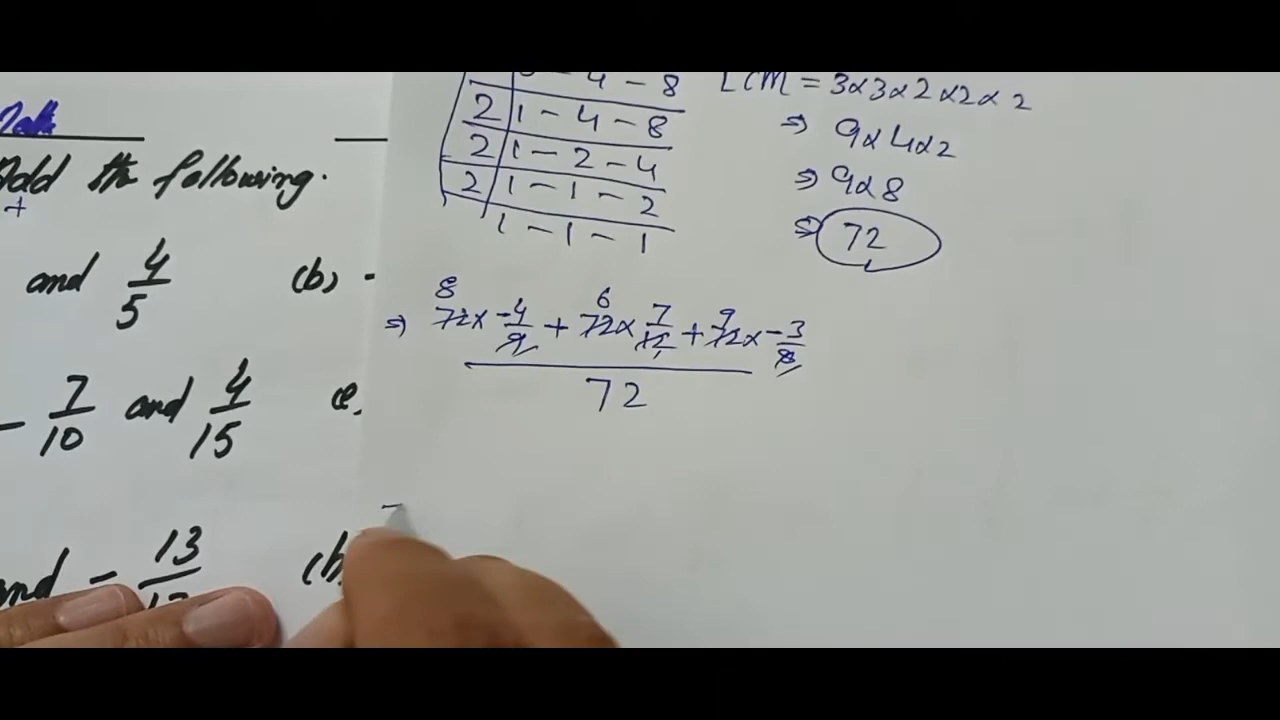 Add the following.
+
and 4/5 (b) -
- 7/10 and 4/15 c.
and - 13/ (b
- 4 - 8
2 | 1 - 4 - 8
2 | 1 - 2 - 4
2 | 1 - 1 - 2
1 - 1 - 1
LCM = 3×3×2×2×2
⇒ 9×4×2
⇒ 9×8
⇒ 72
8 6 9
⇒ 72× -4/9 + 72× 7/12 + 72× -3/8
72